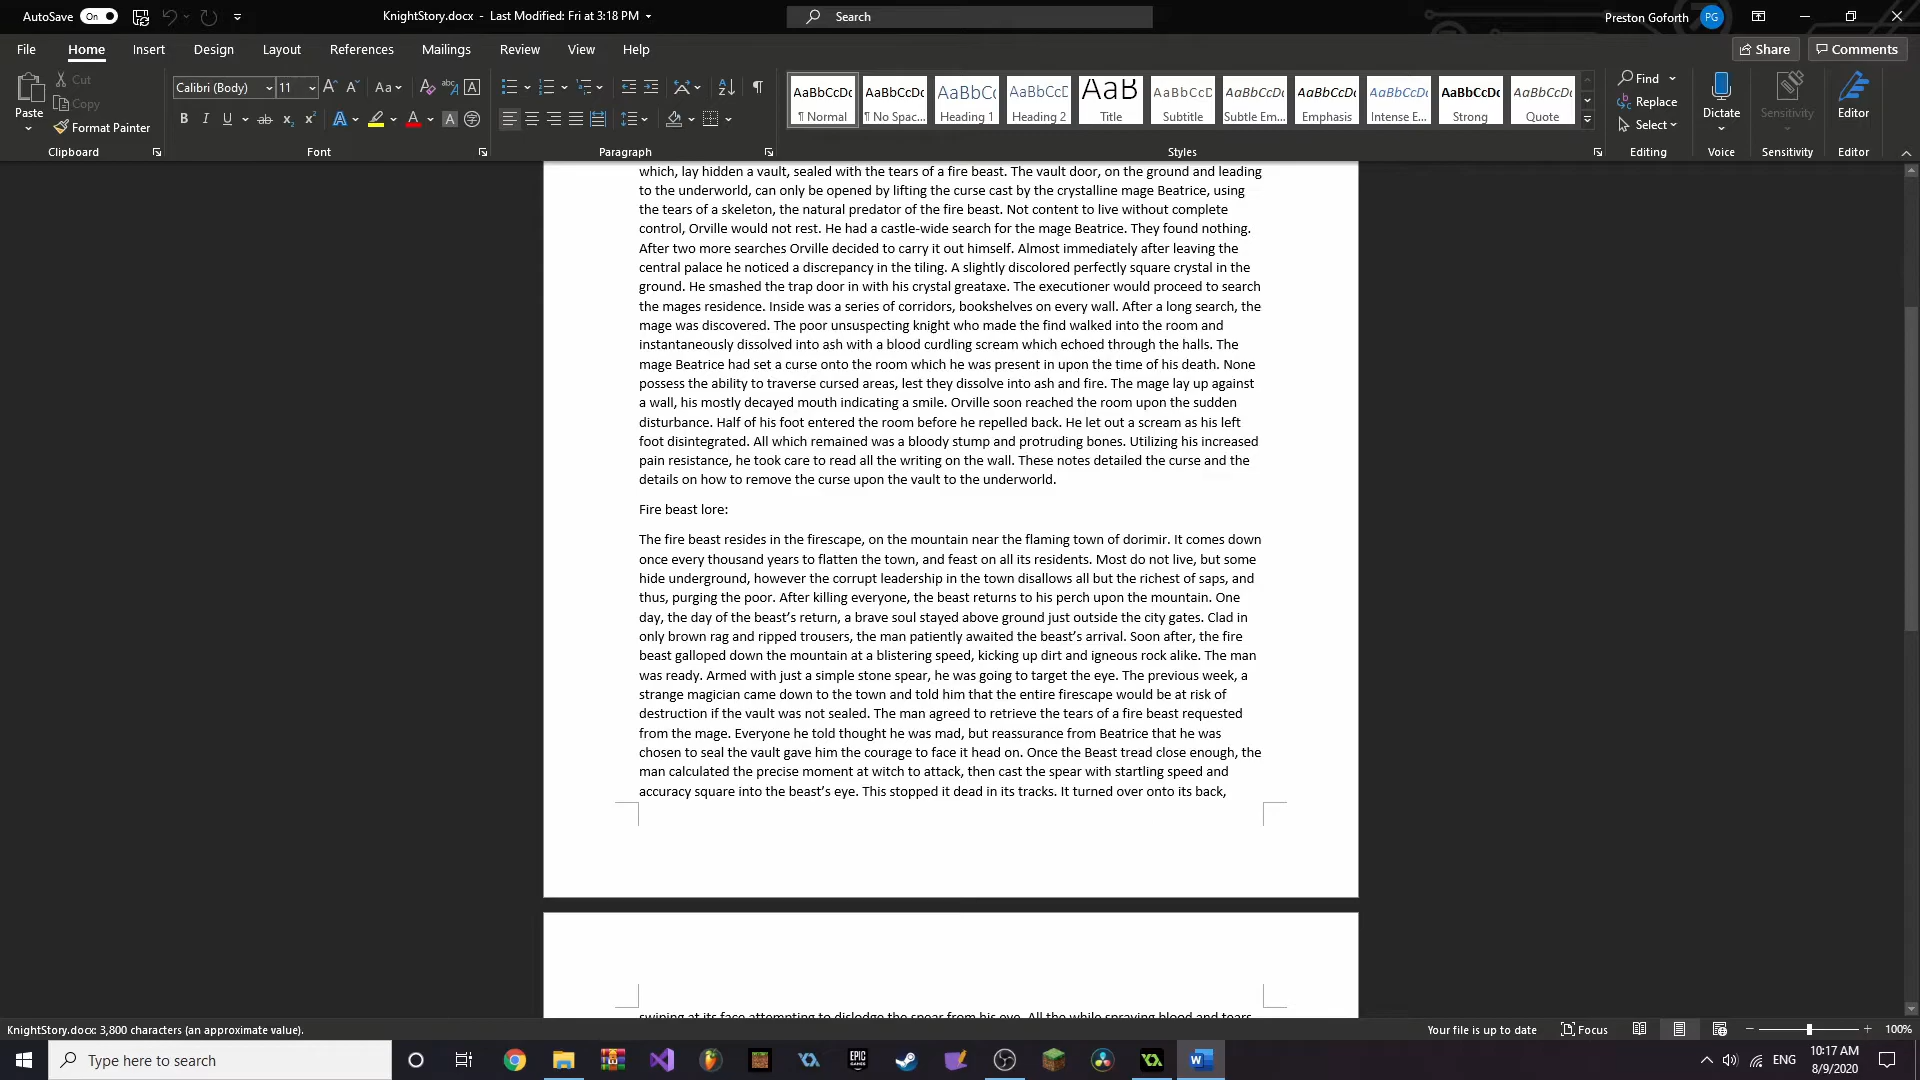 AutoSave On KnightStory.docx - Last Modified: Fri at 3:18 PM Search Preston Goforth PG
File Home Insert Design Layout References Mailings Review View Help Share Comments
Paste Cut Copy Format Painter Clipboard
Calibri (Body) 11 Font
Paragraph
AaBbCcDc ¶ Normal
AaBbCcDc ¶ No Spac...
AaBbCc Heading 1
AaBbCcD Heading 2
AaB Title
AaBbCcD Subtitle
AaBbCcDc Subtle Em...
AaBbCcDc Emphasis
AaBbCcDc Intense E...
AaBbCcDc Strong
AaBbCcDc Quote
Styles
Find Replace Select Editing
Dictate Voice
Sensitivity Sensitivity
Editor Editor
which, lay hidden a vault, sealed with the tears of a fire beast. The vault door, on the ground and leading
to the underworld, can only be opened by lifting the curse cast by the crystalline mage Beatrice, using
the tears of a skeleton, the natural predator of the fire beast. Not content to live without complete
control, Orville would not rest. He had a castle-wide search for the mage Beatrice. They found nothing.
After two more searches Orville decided to carry it out himself. Almost immediately after leaving the
central palace he noticed a discrepancy in the tiling. A slightly discolored perfectly square crystal in the
ground. He smashed the trap door in with his crystal greataxe. The executioner would proceed to search
the mages residence. Inside was a series of corridors, bookshelves on every wall. After a long search, the
mage was discovered. The poor unsuspecting knight who made the find walked into the room and
instantaneously dissolved into ash with a blood curdling scream which echoed through the halls. The
mage Beatrice had set a curse onto the room which he was present in upon the time of his death. None
possess the ability to traverse cursed areas, lest they dissolve into ash and fire. The mage lay up against
a wall, his mostly decayed mouth indicating a smile. Orville soon reached the room upon the sudden
disturbance. Half of his foot entered the room before he repelled back. He let out a scream as his left
foot disintegrated. All which remained was a bloody stump and protruding bones. Utilizing his increased
pain resistance, he took care to read all the writing on the wall. These notes detailed the curse and the
details on how to remove the curse upon the vault to the underworld.
Fire beast lore:
The fire beast resides in the firescape, on the mountain near the flaming town of dorimir. It comes down
once every thousand years to flatten the town, and feast on all its residents. Most do not live, but some
hide underground, however the corrupt leadership in the town disallows all but the richest of saps, and
thus, purging the poor. After killing everyone, the beast returns to his perch upon the mountain. One
day, the day of the beast’s return, a brave soul stayed above ground just outside the city gates. Clad in
only brown rag and ripped trousers, the man patiently awaited the beast’s arrival. Soon after, the fire
beast galloped down the mountain at a blistering speed, kicking up dirt and igneous rock alike. The man
was ready. Armed with just a simple stone spear, he was going to target the eye. The previous week, a
strange magician came down to the town and told him that the entire firescape would be at risk of
destruction if the vault was not sealed. The man agreed to retrieve the tears of a fire beast requested
from the mage. Everyone he told thought he was mad, but reassurance from Beatrice that he was
chosen to seal the vault gave him the courage to face it head on. Once the Beast tread close enough, the
man calculated the precise moment at witch to attack, then cast the spear with startling speed and
accuracy square into the beast’s eye. This stopped it dead in its tracks. It turned over onto its back,
swiping at its face attempting to dislodge the spear from his eye. All the while spraying blood and tears
KnightStory.docx: 3,800 characters (an approximate value). Your file is up to date Focus 100%
Type here to search ENG 10:17 AM
8/9/2020